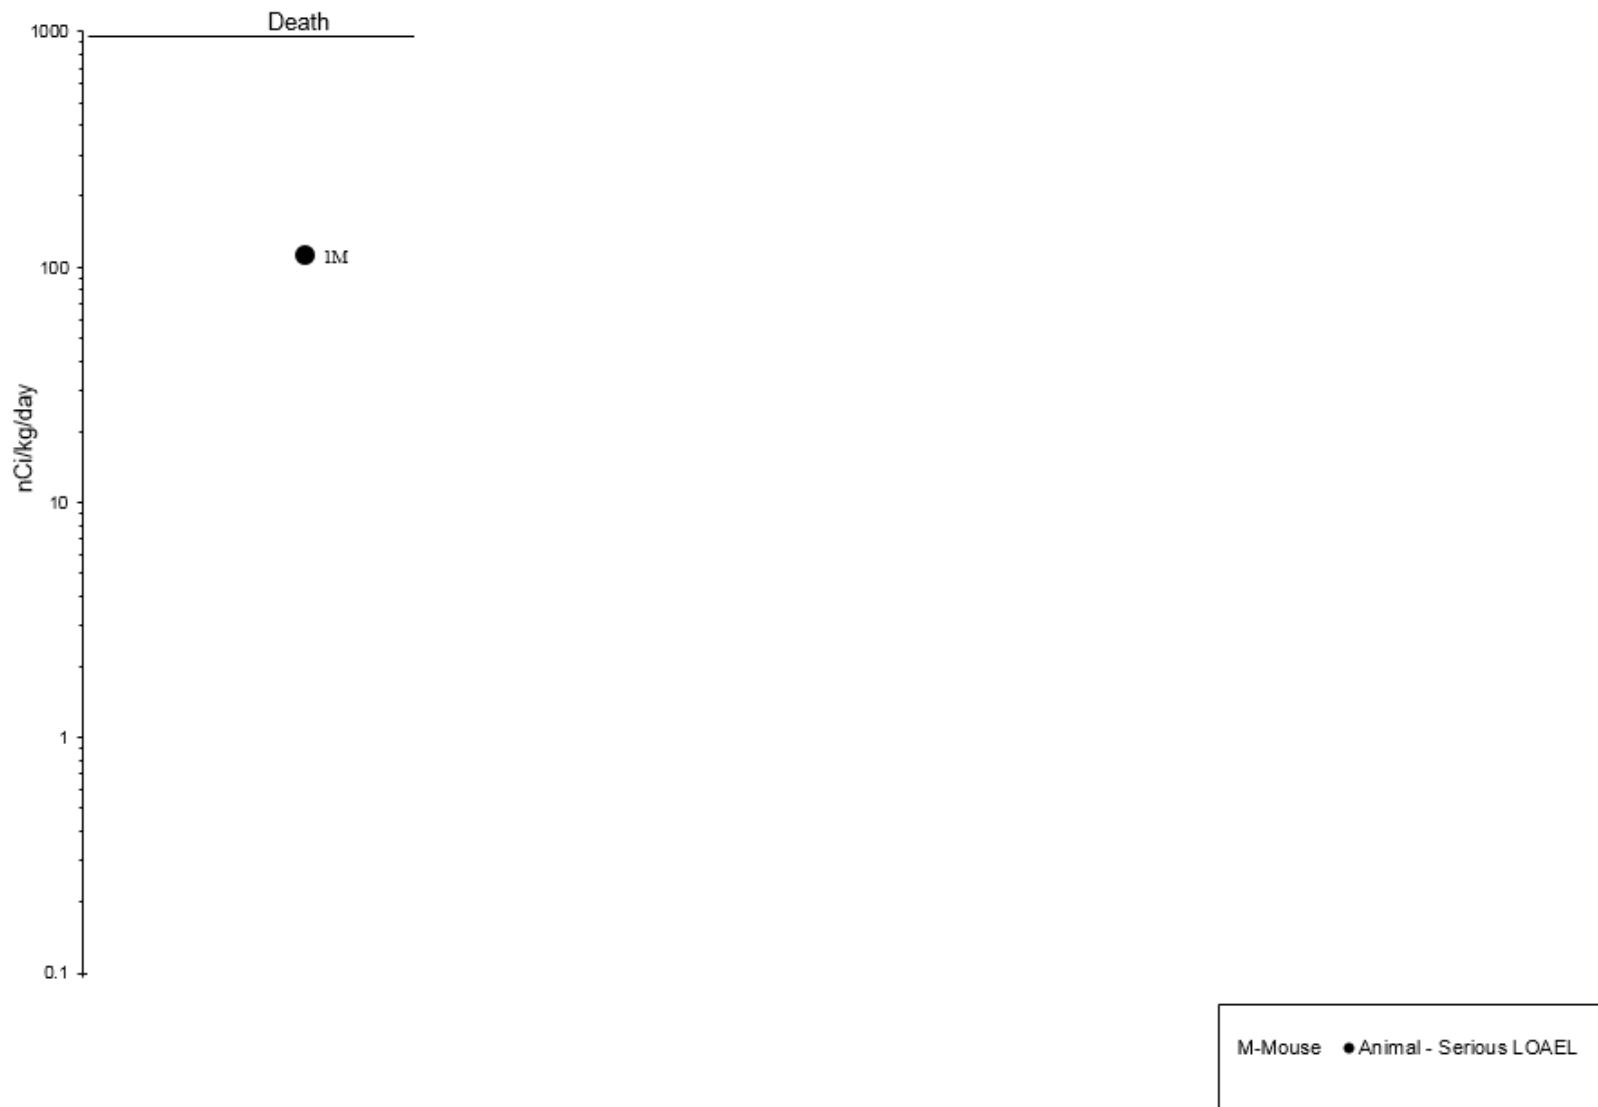 Death
1000
1M
100
nCi/kg/day
10
1
0.1
M-Mouse ● Animal - Serious LOAEL